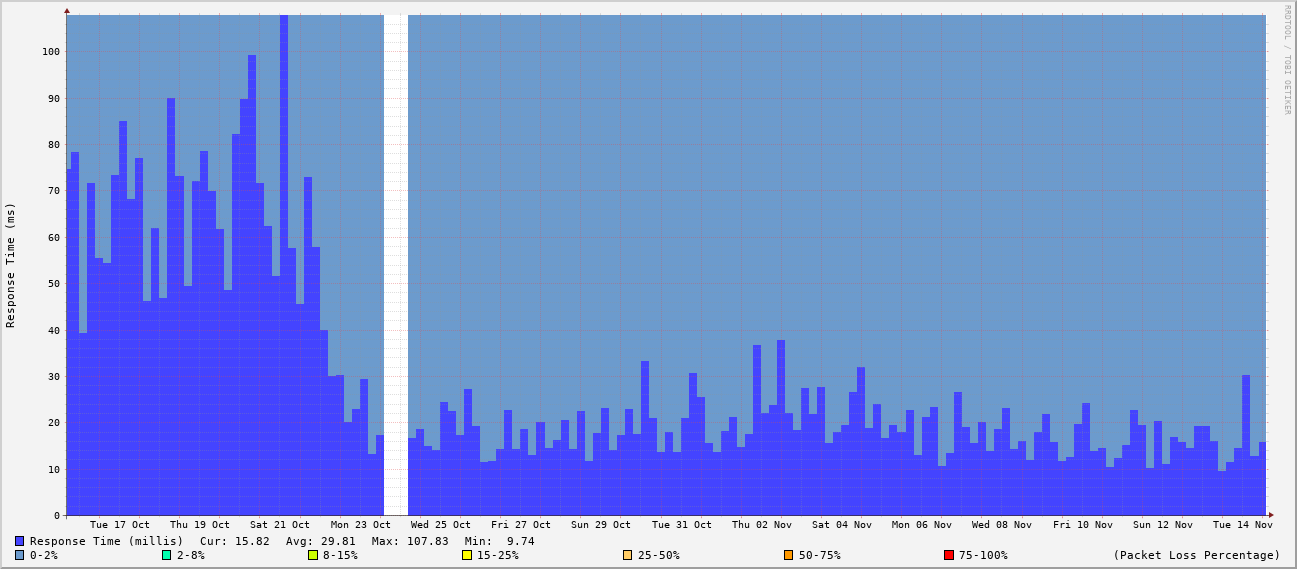 RRDTOOL / TOBI OETIKER
Response Time (ms)
100
90
80
70
60
50
40
30
20
10
0
Tue 17 Oct Thu 19 Oct Sat 21 Oct Mon 23 Oct Wed 25 Oct Fri 27 Oct Sun 29 Oct Tue 31 Oct Thu 02 Nov Sat 04 Nov Mon 06 Nov Wed 08 Nov Fri 10 Nov Sun 12 Nov Tue 14 Nov
Response Time (millis) Cur: 15.82 Avg: 29.81 Max: 107.83 Min: 9.74
0-2% 2-8% 8-15% 15-25% 25-50% 50-75% 75-100% (Packet Loss Percentage)